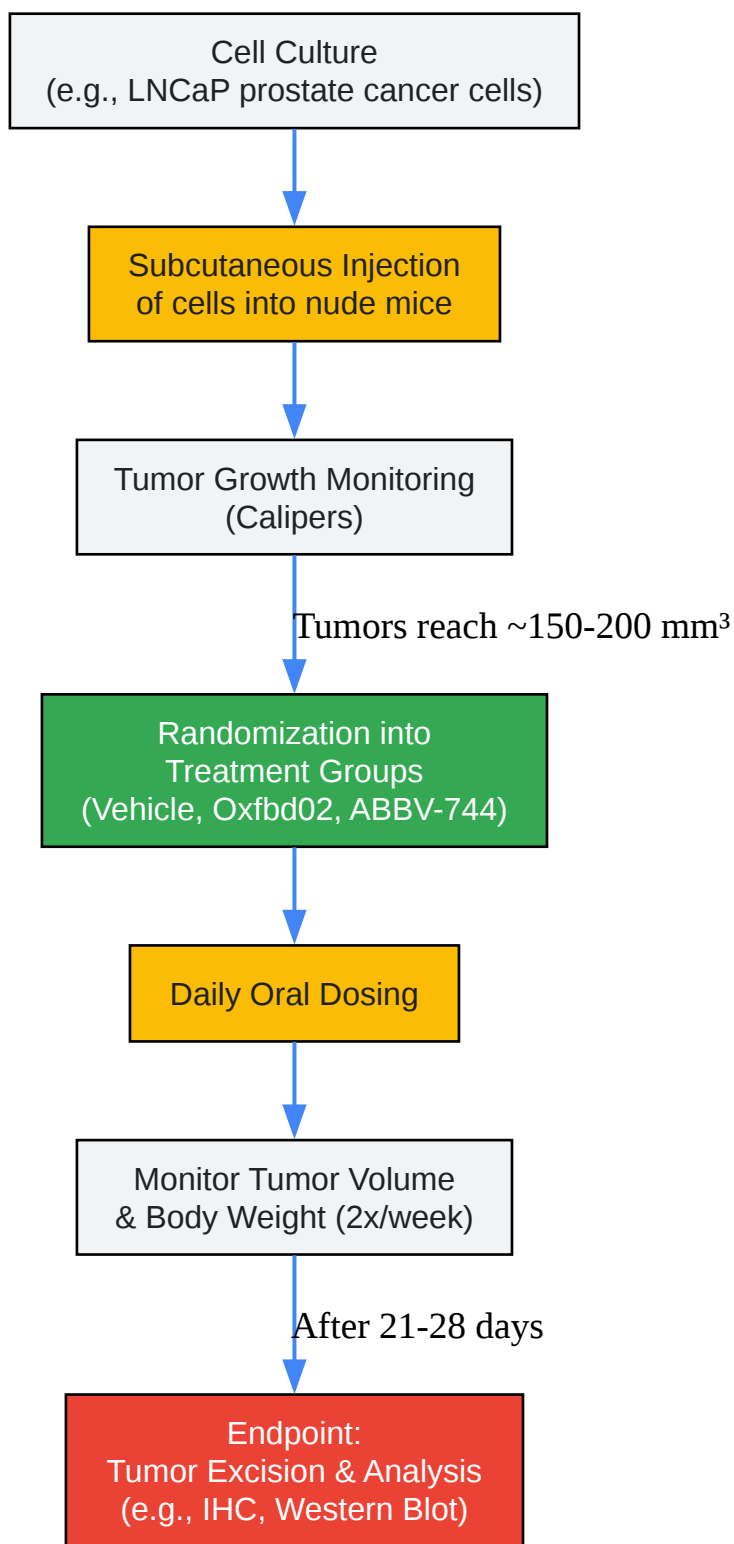 Cell Culture
(e.g., LNCaP prostate cancer cells)
Subcutaneous Injection
of cells into nude mice
Tumor Growth Monitoring
(Calipers)
Tumors reach ~150-200 mm³
Randomization into
Treatment Groups
(Vehicle, Oxfbd02, ABBV-744)
Daily Oral Dosing
Monitor Tumor Volume
& Body Weight (2x/week)
After 21-28 days
Endpoint:
Tumor Excision & Analysis
(e.g., IHC, Western Blot)